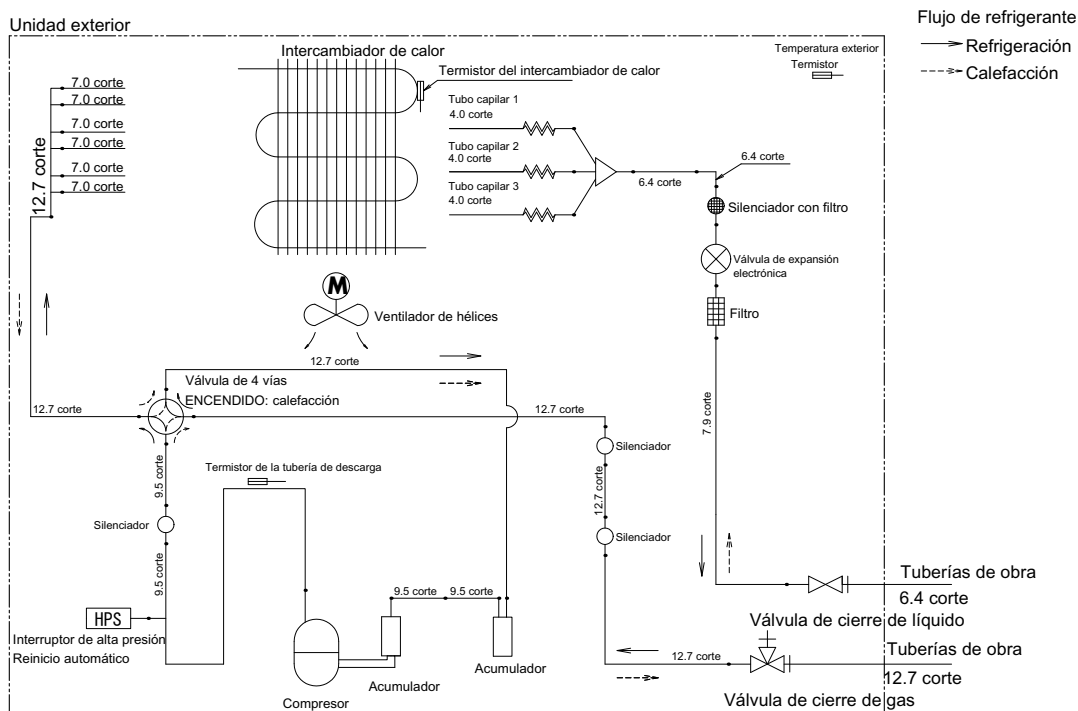 Unidad exterior
Flujo de refrigerante
Refrigeración
Calefacción
Intercambiador de calor
Termistor del intercambiador de calor
Temperatura exterior
Termistor
7.0 corte
7.0 corte
7.0 corte
7.0 corte
7.0 corte
7.0 corte
12.7 corte
Tubo capilar 1
4.0 corte
Tubo capilar 2
4.0 corte
Tubo capilar 3
4.0 corte
6.4 corte
6.4 corte
Silenciador con filtro
Válvula de expansión
electrónica
Filtro
M
Ventilador de hélices
12.7 corte
Válvula de 4 vías
ENCENDIDO: calefacción
12.7 corte
12.7 corte
7.9 corte
Silenciador
9.5 corte
Termistor de la tubería de descarga
12.7 corte
Silenciador
Silenciador
9.5 corte
HPS
Interruptor de alta presión
Reinicio automático
9.5 corte
9.5 corte
Compresor
Acumulador
Acumulador
Tuberías de obra
6.4 corte
Válvula de cierre de líquido
Tuberías de obra
12.7 corte
12.7 corte
Válvula de cierre de gas